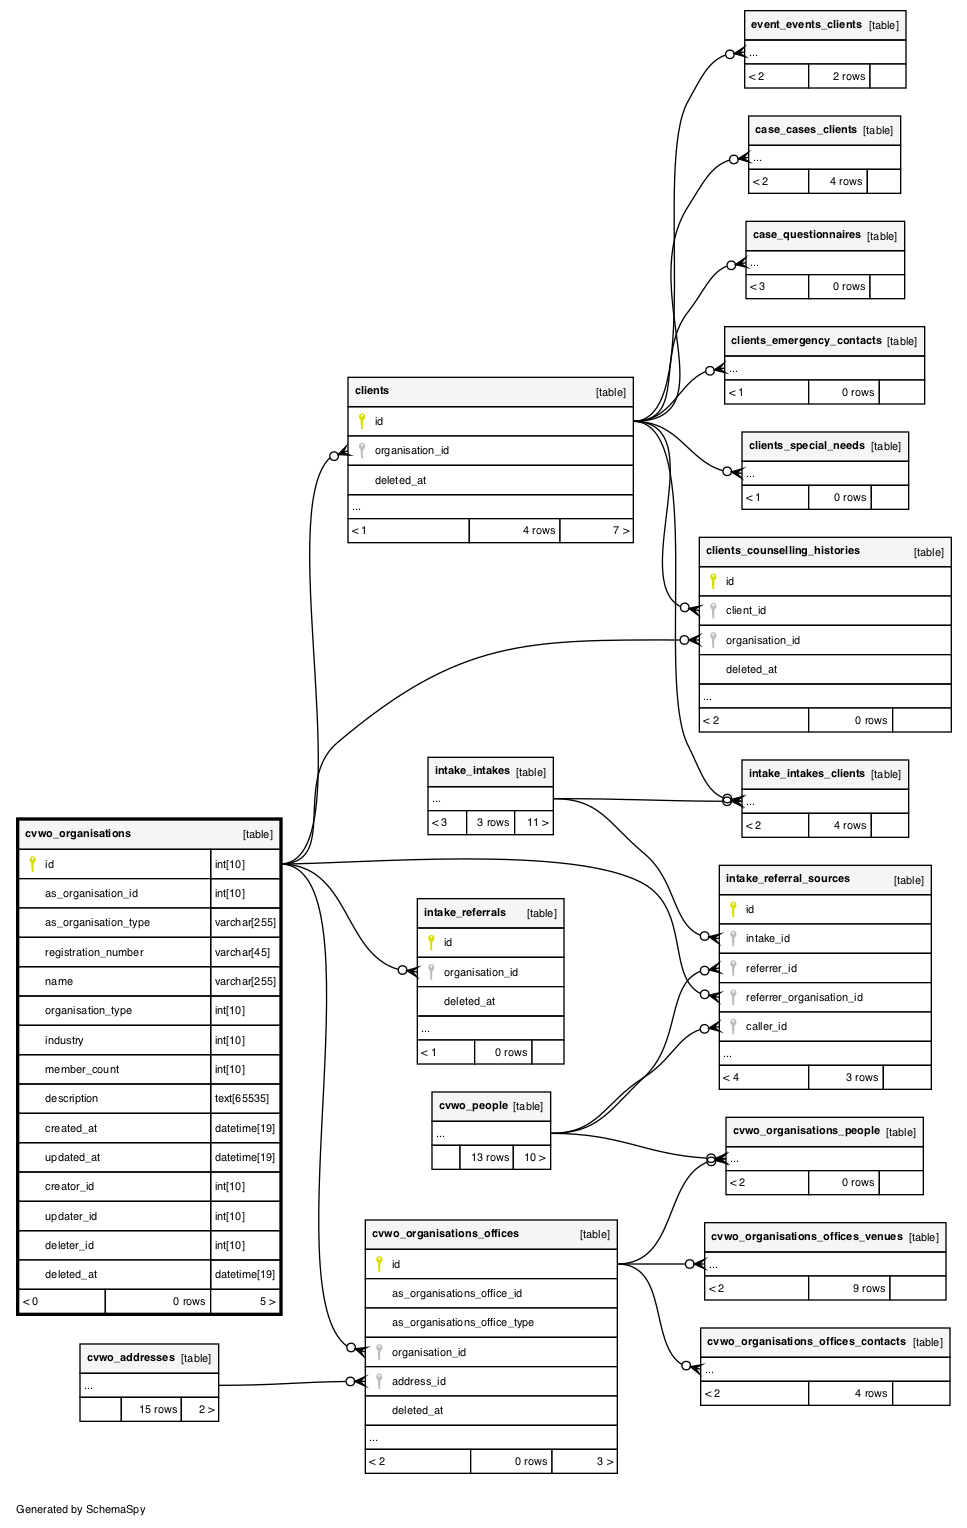 event_events_clients [table]
...
< 2 2 rows
case_cases_clients [table]
...
< 2 4 rows
case_questionnaires [table]
...
< 3 0 rows
clients_emergency_contacts [table]
...
< 1 0 rows
clients [table]
id
organisation_id
deleted_at
...
< 1 4 rows 7 >
clients_special_needs [table]
...
< 1 0 rows
clients_counselling_histories [table]
id
client_id
organisation_id
deleted_at
...
< 2 0 rows
intake_intakes [table]
...
< 3 3 rows 11 >
intake_intakes_clients [table]
...
< 2 4 rows
cvwo_organisations [table]
id int[10]
as_organisation_id int[10]
as_organisation_type varchar[255]
registration_number varchar[45]
name varchar[255]
organisation_type int[10]
industry int[10]
member_count int[10]
description text[65535]
created_at datetime[19]
updated_at datetime[19]
creator_id int[10]
updater_id int[10]
deleter_id int[10]
deleted_at datetime[19]
< 0 0 rows 5 >
intake_referrals [table]
id
organisation_id
deleted_at
...
< 1 0 rows
intake_referral_sources [table]
id
intake_id
referrer_id
referrer_organisation_id
caller_id
...
< 4 3 rows
cvwo_people [table]
...
13 rows 10 >
cvwo_organisations_people [table]
...
< 2 0 rows
cvwo_organisations_offices [table]
id
as_organisations_office_id
as_organisations_office_type
organisation_id
address_id
deleted_at
...
< 2 0 rows 3 >
cvwo_organisations_offices_venues [table]
...
< 2 9 rows
cvwo_organisations_offices_contacts [table]
...
< 2 4 rows
cvwo_addresses [table]
...
15 rows 2 >
Generated by SchemaSpy